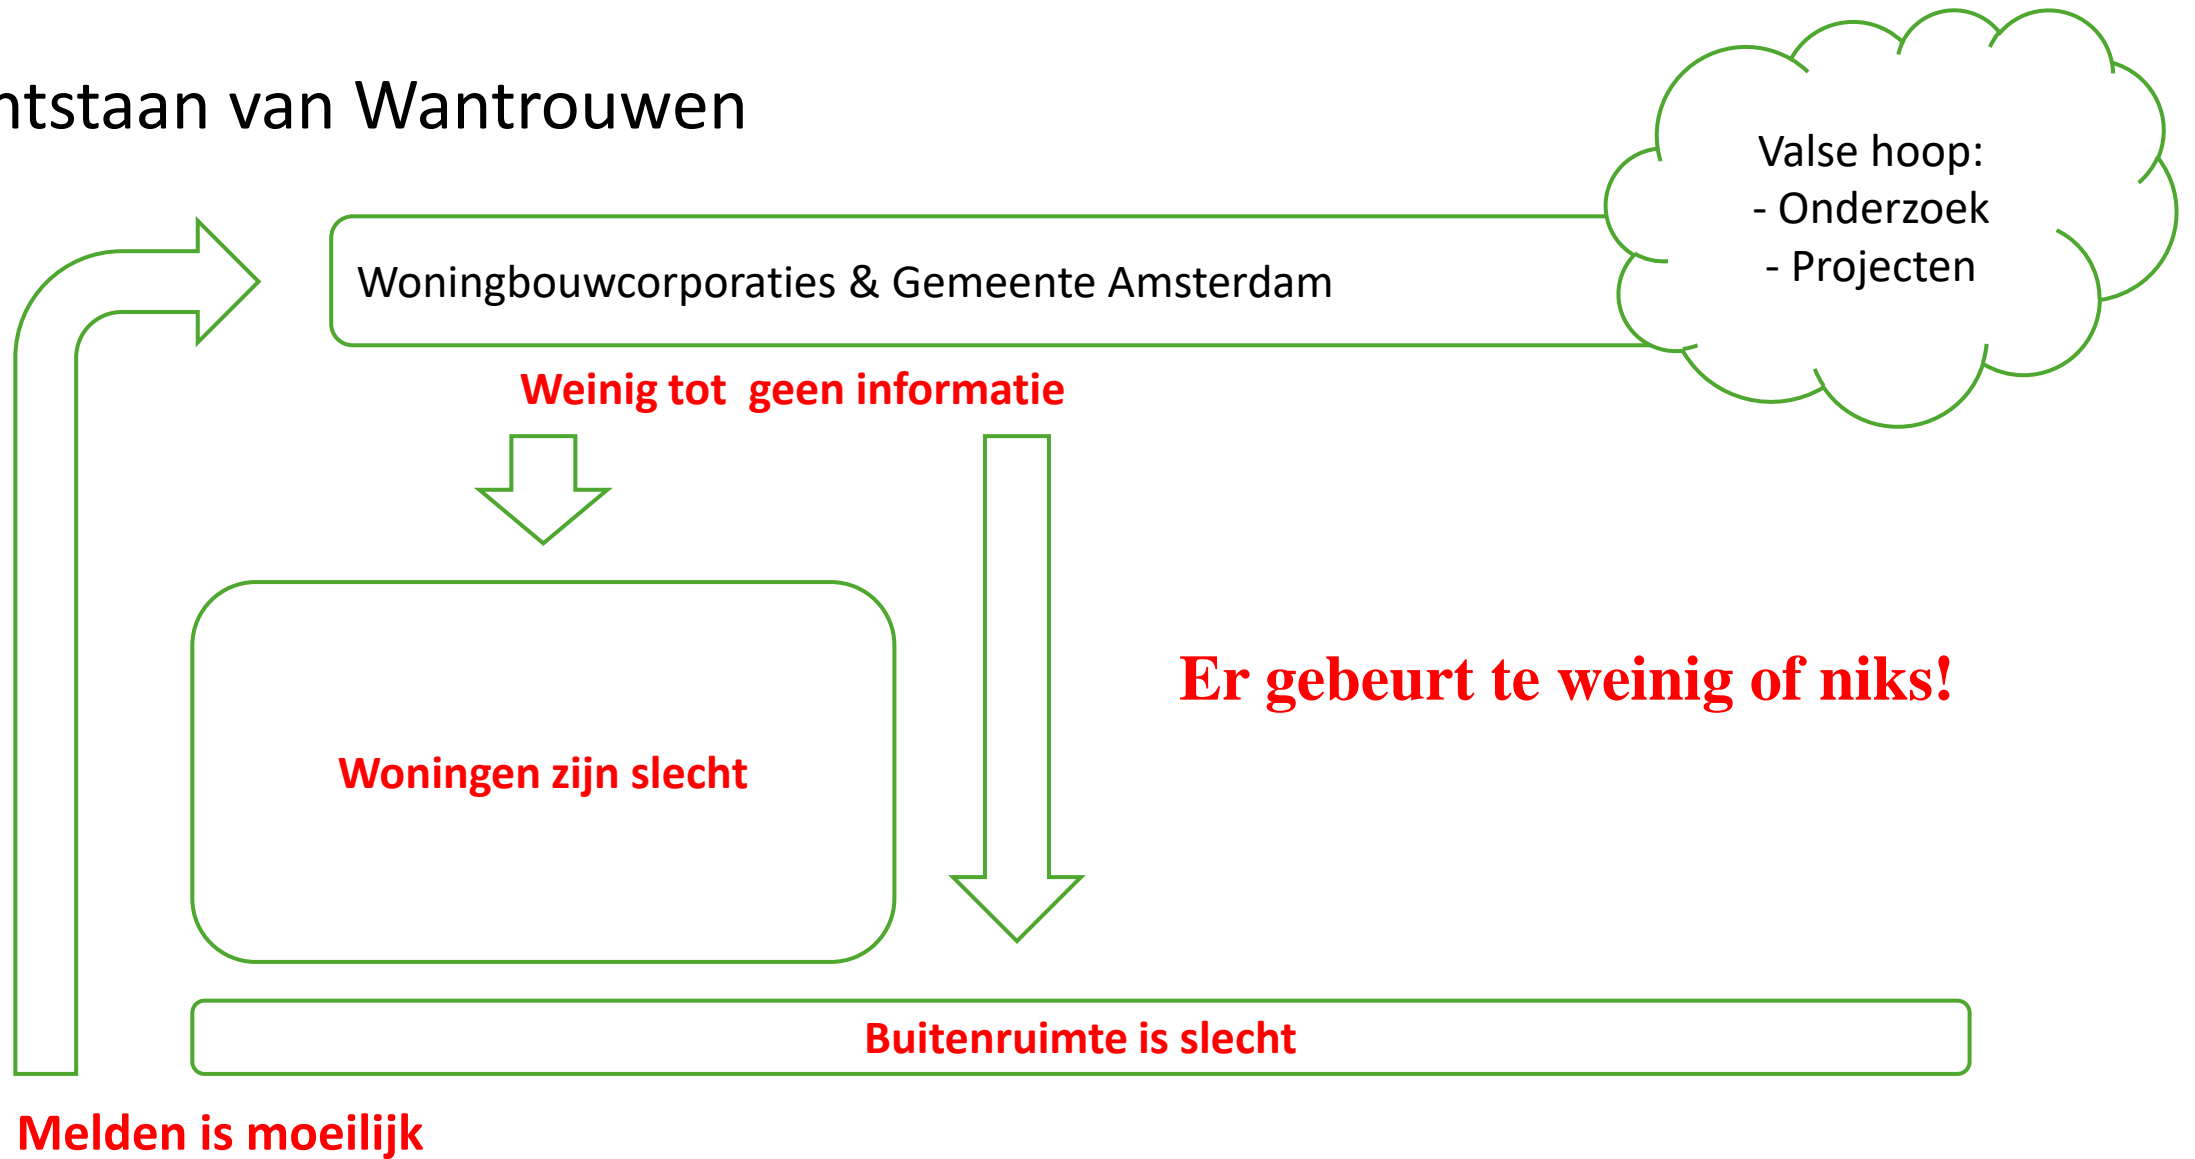 ntstaan van Wantrouwen
Valse hoop:
- Onderzoek
- Projecten
Woningbouwcorporaties & Gemeente Amsterdam
Weinig tot  geen informatie
Er gebeurt te weinig of niks!
Woningen zijn slecht
Buitenruimte is slecht
Melden is moeilijk